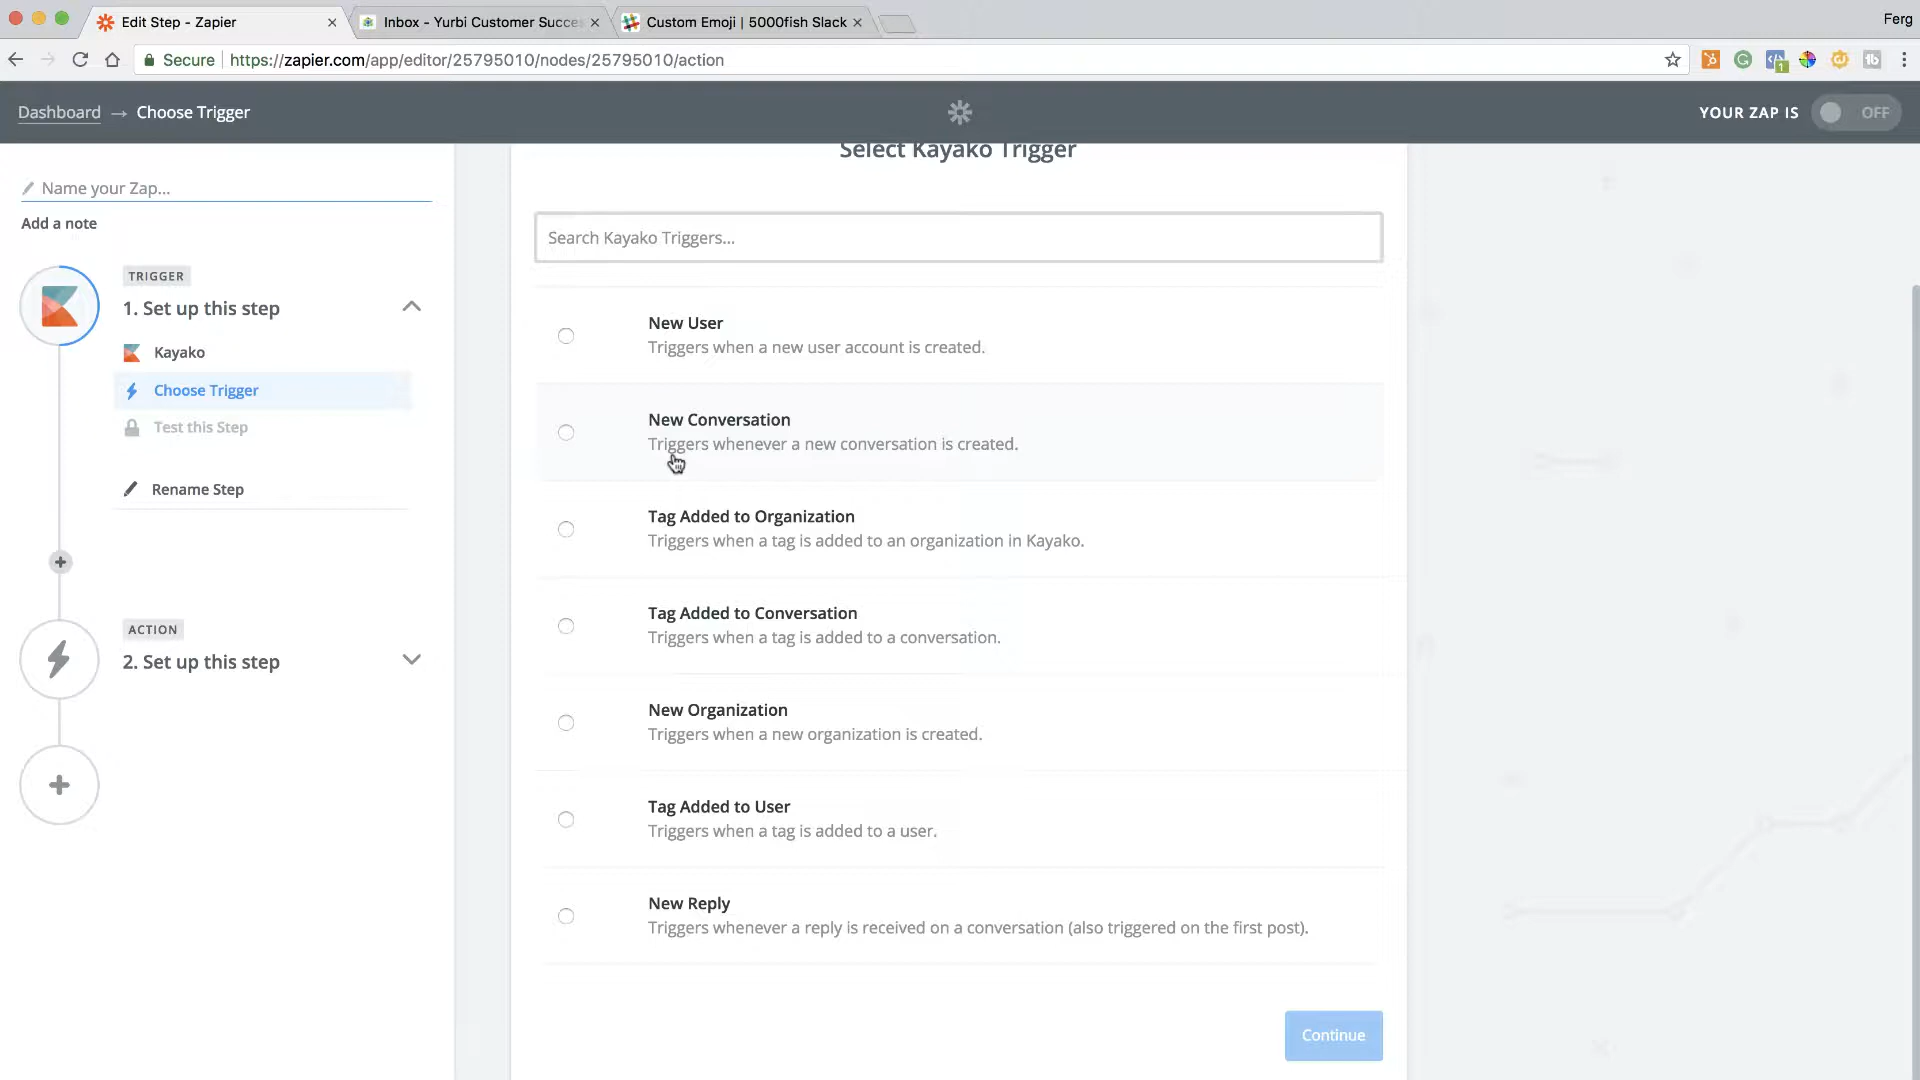 Edit Step - Zapier
Inbox - Yurbi Customer Succes
Custom Emoji | 5000fish Slack
Ferg
Secure
https://zapier.com/app/editor/25795010/nodes/25795010/action
1
Dashboard → Choose Trigger
YOUR ZAP IS
OFF
Name your Zap...
Add a note
TRIGGER
1. Set up this step
Kayako
Choose Trigger
Test this Step
Rename Step
ACTION
2. Set up this step
Select Kayako Trigger
Search Kayako Triggers...
New User
Triggers when a new user account is created.
New Conversation
Triggers whenever a new conversation is created.
Tag Added to Organization
Triggers when a tag is added to an organization in Kayako.
Tag Added to Conversation
Triggers when a tag is added to a conversation.
New Organization
Triggers when a new organization is created.
Tag Added to User
Triggers when a tag is added to a user.
New Reply
Triggers whenever a reply is received on a conversation (also triggered on the first post).
Continue